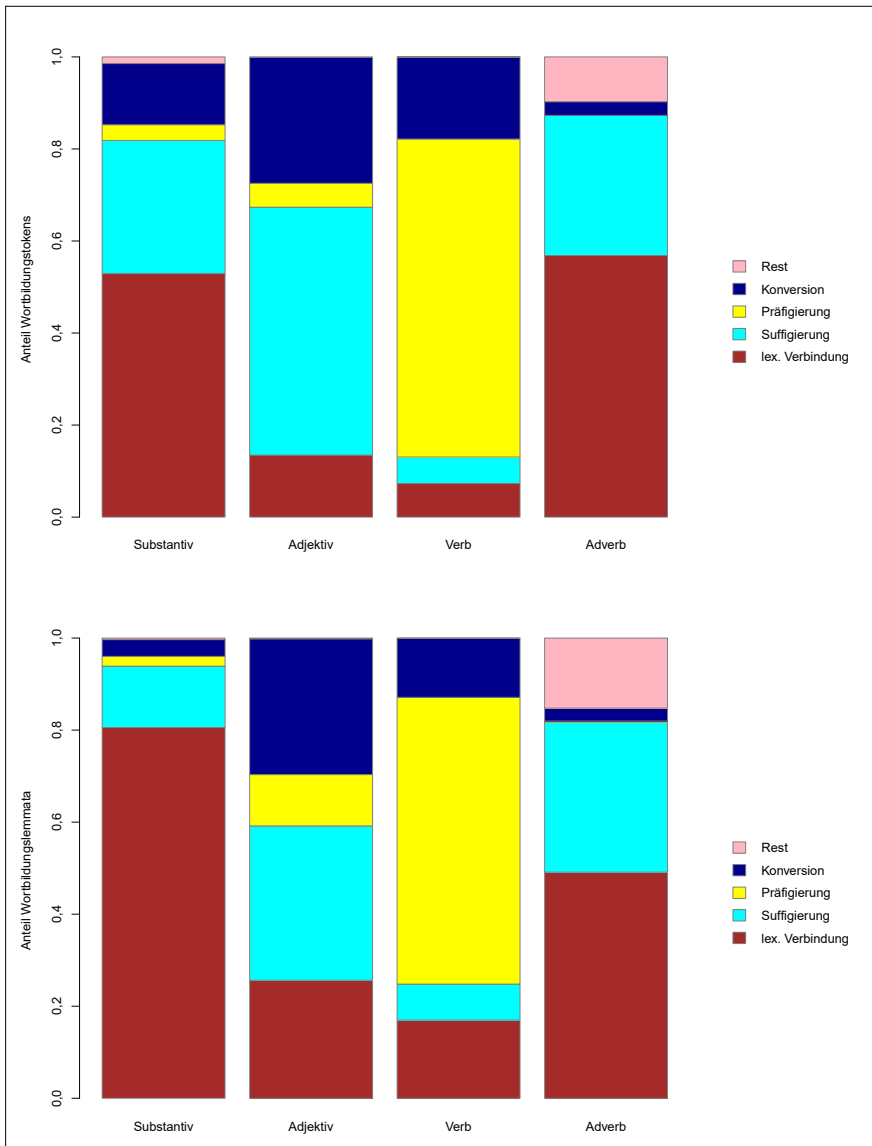 Anteil Wortbildungstokens
1,0
0,8
0,6
0,4
0,2
0,0
Substantiv Adjektiv Verb Adverb
Rest
Konversion
Präfigierung
Suffigierung
lex. Verbindung
Anteil Wortbildungslemmata
1,0
0,8
0,6
0,4
0,2
0,0
Substantiv Adjektiv Verb Adverb
Rest
Konversion
Präfigierung
Suffigierung
lex. Verbindung